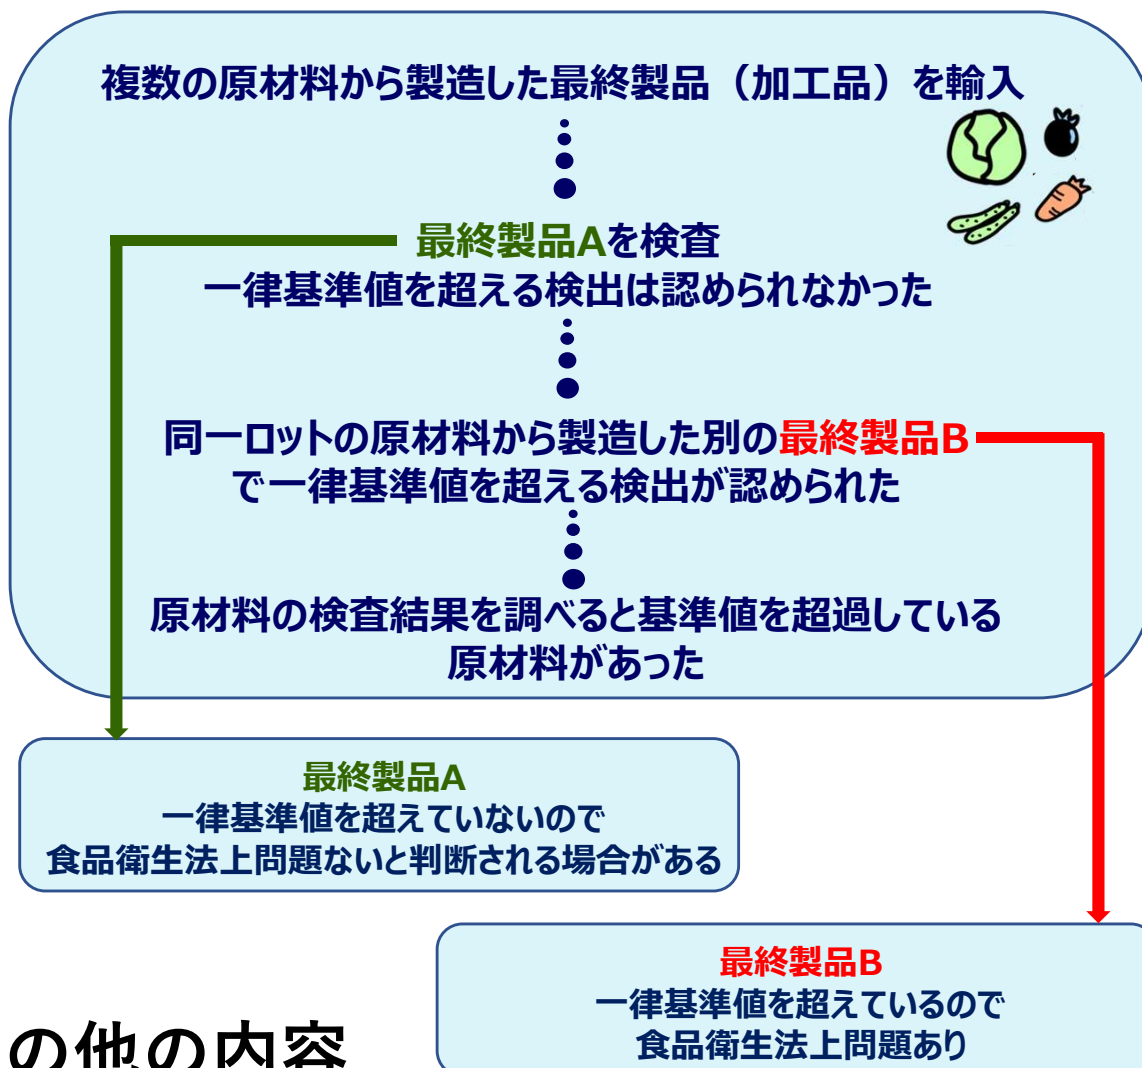 複数の原材料から製造した最終製品（加工品）を輸入
最終製品Aを検査
一律基準値を超える検出は認められなかった
同一ロットの原材料から製造した別の最終製品B
で一律基準値を超える検出が認められた
原材料の検査結果を調べると基準値を超過している
原材料があった
最終製品A
一律基準値を超えていないので
食品衛生法上問題ないと判断される場合がある
最終製品B
一律基準値を超えているので
食品衛生法上問題あり
の他の内容